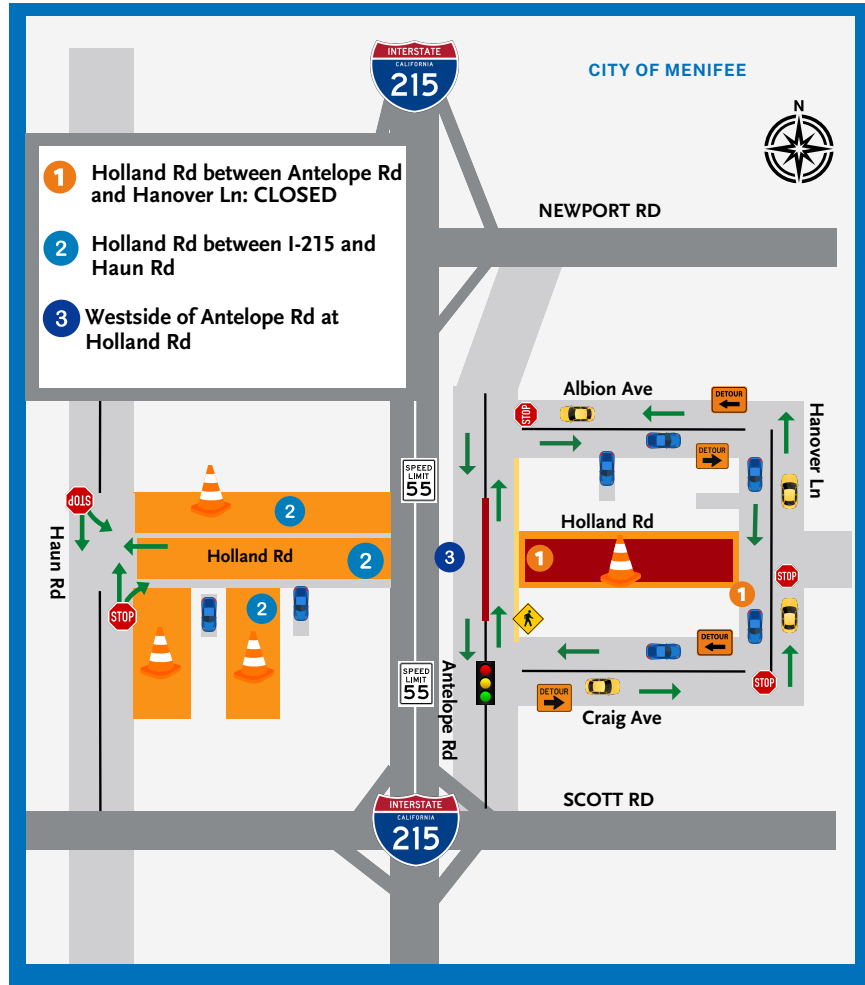 INTERSTATE
CALIFORNIA
215
CITY OF MENIFEE
N
1
Holland Rd between Antelope Rd
and Hanover Ln: CLOSED
2
Holland Rd between I-215 and
Haun Rd
3
Westside of Antelope Rd at
Holland Rd
NEWPORT RD
Albion Ave
DETOUR
STOP
Hanover Ln
DETOUR
SPEED
LIMIT
55
STOP
2
Holland Rd
Haun Rd
Holland Rd
2
3
1
STOP
1
2
STOP
DETOUR
Antelope Rd
SPEED
LIMIT
55
STOP
DETOUR
Craig Ave
SCOTT RD
INTERSTATE
CALIFORNIA
215